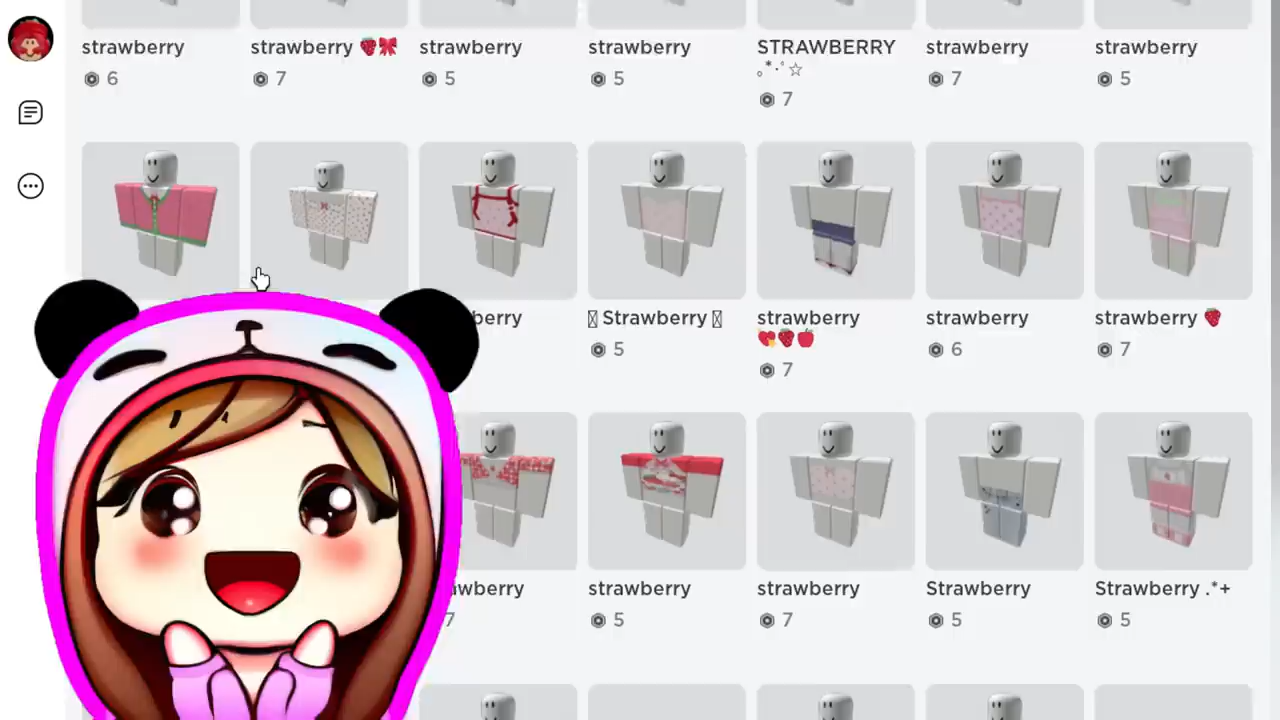 strawberry strawberry 🍓🎀 strawberry strawberry STRAWBERRY strawberry strawberry
｡*·˚☆
6 7 5 5 7 7 5
berry ▯ Strawberry ▯ strawberry strawberry strawberry 🍓
💝🍓🍎
5 7 6 7
awberry strawberry strawberry Strawberry Strawberry .*+
7 5 7 5 5